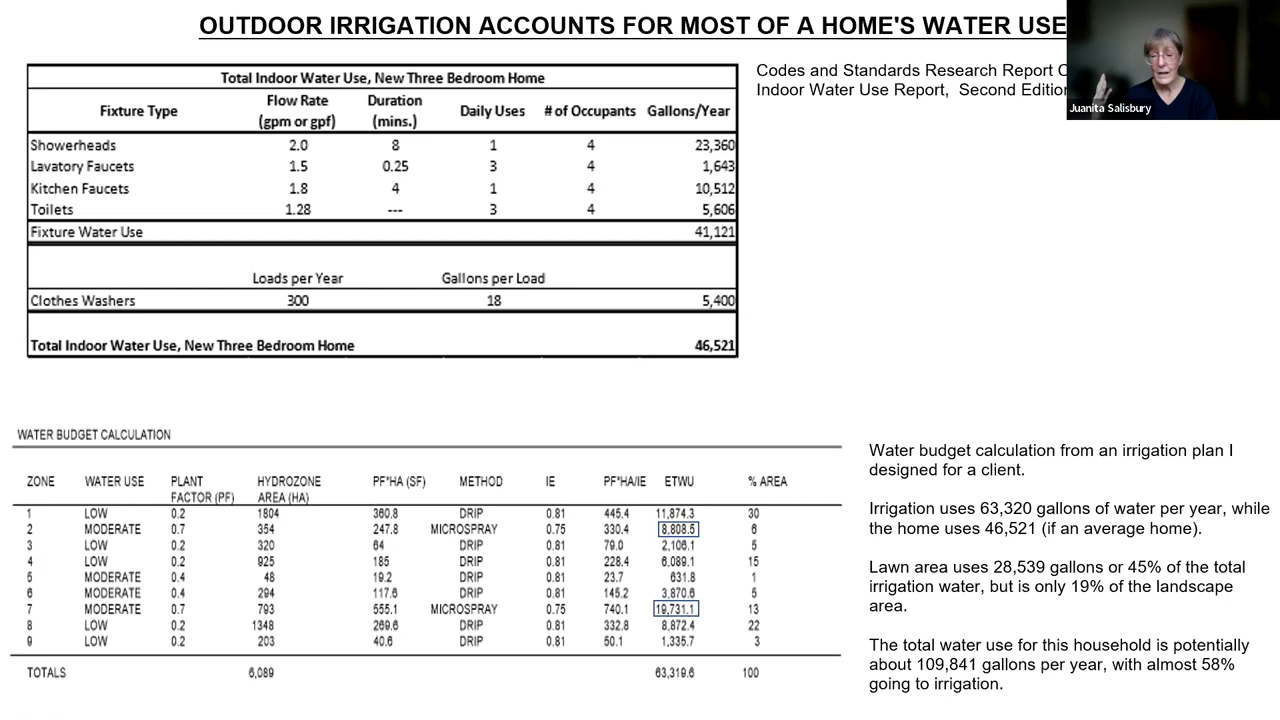 OUTDOOR IRRIGATION ACCOUNTS FOR MOST OF A HOME'S WATER USE
Codes and Standards Research Report
Indoor Water Use Report, Second Edition
Juanita Salisbury
Total Indoor Water Use, New Three Bedroom Home
Fixture Type Flow Rate (gpm or gpf) Duration (mins.) Daily Uses # of Occupants Gallons/Year
Showerheads 2.0 8 1 4 23,360
Lavatory Faucets 1.5 0.25 3 4 1,643
Kitchen Faucets 1.8 4 1 4 10,512
Toilets 1.28 --- 3 4 5,606
Fixture Water Use 41,121
Loads per Year Gallons per Load
Clothes Washers 300 18 5,400
Total Indoor Water Use, New Three Bedroom Home 46,521
WATER BUDGET CALCULATION
ZONE WATER USE PLANT FACTOR (PF) HYDROZONE AREA (HA) PF*HA (SF) METHOD IE PF*HA/IE ETWU % AREA
1 LOW 0.2 1804 360.8 DRIP 0.81 445.4 11,874.3 30
2 MODERATE 0.7 354 247.8 MICROSPRAY 0.75 330.4 8,808.5 6
3 LOW 0.2 320 64 DRIP 0.81 79.0 2,106.1 5
4 LOW 0.2 925 185 DRIP 0.81 228.4 6,089.1 15
5 MODERATE 0.4 48 19.2 DRIP 0.81 23.7 631.8 1
6 MODERATE 0.4 294 117.6 DRIP 0.81 145.2 3,870.6 5
7 MODERATE 0.7 793 555.1 MICROSPRAY 0.75 740.1 19,731.1 13
8 LOW 0.2 1348 269.6 DRIP 0.81 332.8 8,872.4 22
9 LOW 0.2 203 40.6 DRIP 0.81 50.1 1,335.7 3
TOTALS 6,089 63,319.6 100
Water budget calculation from an irrigation plan I
designed for a client.
Irrigation uses 63,320 gallons of water per year, while
the home uses 46,521 (if an average home).
Lawn area uses 28,539 gallons or 45% of the total
irrigation water, but is only 19% of the landscape
area.
The total water use for this household is potentially
about 109,841 gallons per year, with almost 58%
going to irrigation.